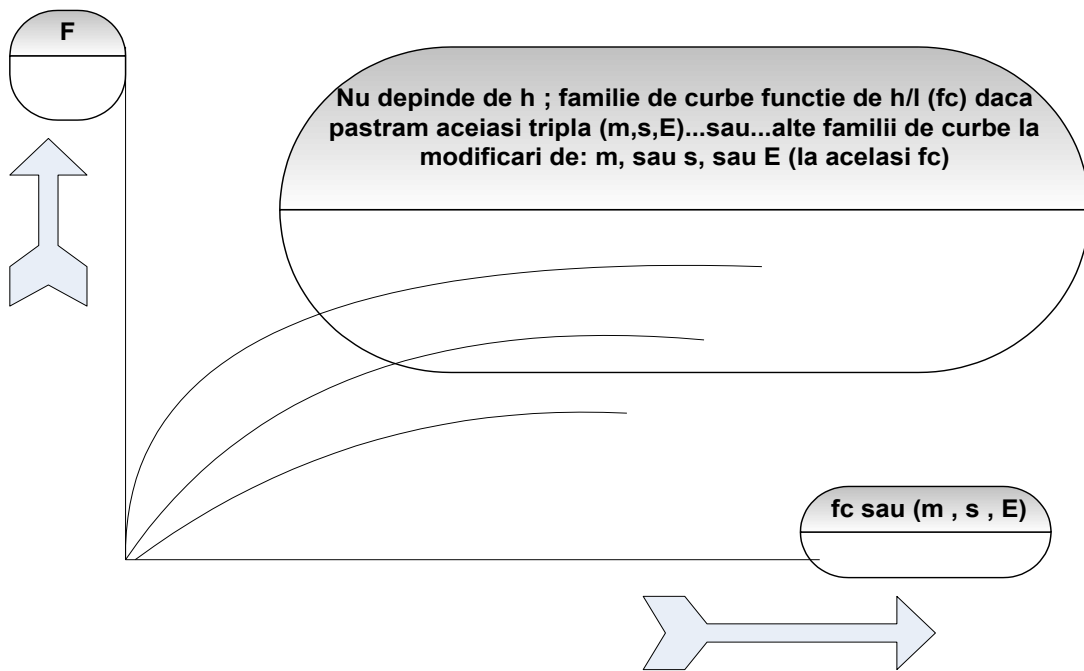 F
Nu depinde de h ; familie de curbe functie de h/l (fc) daca
pastram aceiasi tripla (m,s,E)...sau...alte familii de curbe la
modificari de: m, sau s, sau E (la acelasi fc)
fc sau (m , s , E)